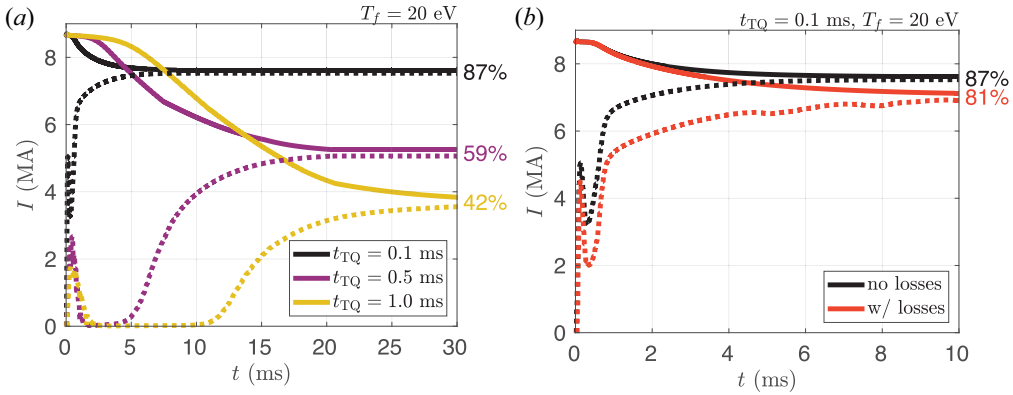 (a)
T_f = 20 eV
I (MA)
8
6
4
2
0
87%
59%
42%
t_TQ = 0.1 ms
t_TQ = 0.5 ms
t_TQ = 1.0 ms
0 5 10 15 20 25 30
t (ms)
(b)
t_TQ = 0.1 ms, T_f = 20 eV
I (MA)
8
6
4
2
0
87%
81%
no losses
w/ losses
0 2 4 6 8 10
t (ms)